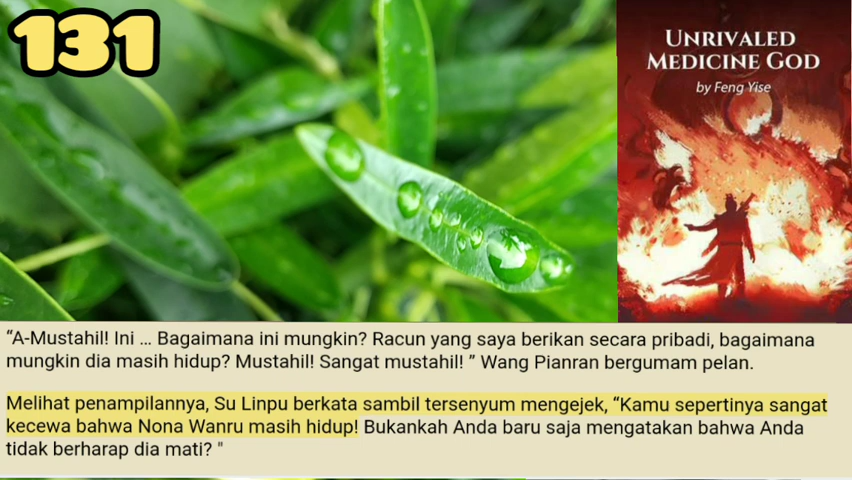 131
UNRIVALED
MEDICINE GOD
by Feng Yise
“A-Mustahil! Ini ... Bagaimana ini mungkin? Racun yang saya berikan secara pribadi, bagaimana
mungkin dia masih hidup? Mustahil! Sangat mustahil! ” Wang Pianran bergumam pelan.
Melihat penampilannya, Su Linpu berkata sambil tersenyum mengejek, “Kamu sepertinya sangat
kecewa bahwa Nona Wanru masih hidup! Bukankah Anda baru saja mengatakan bahwa Anda
tidak berharap dia mati? "